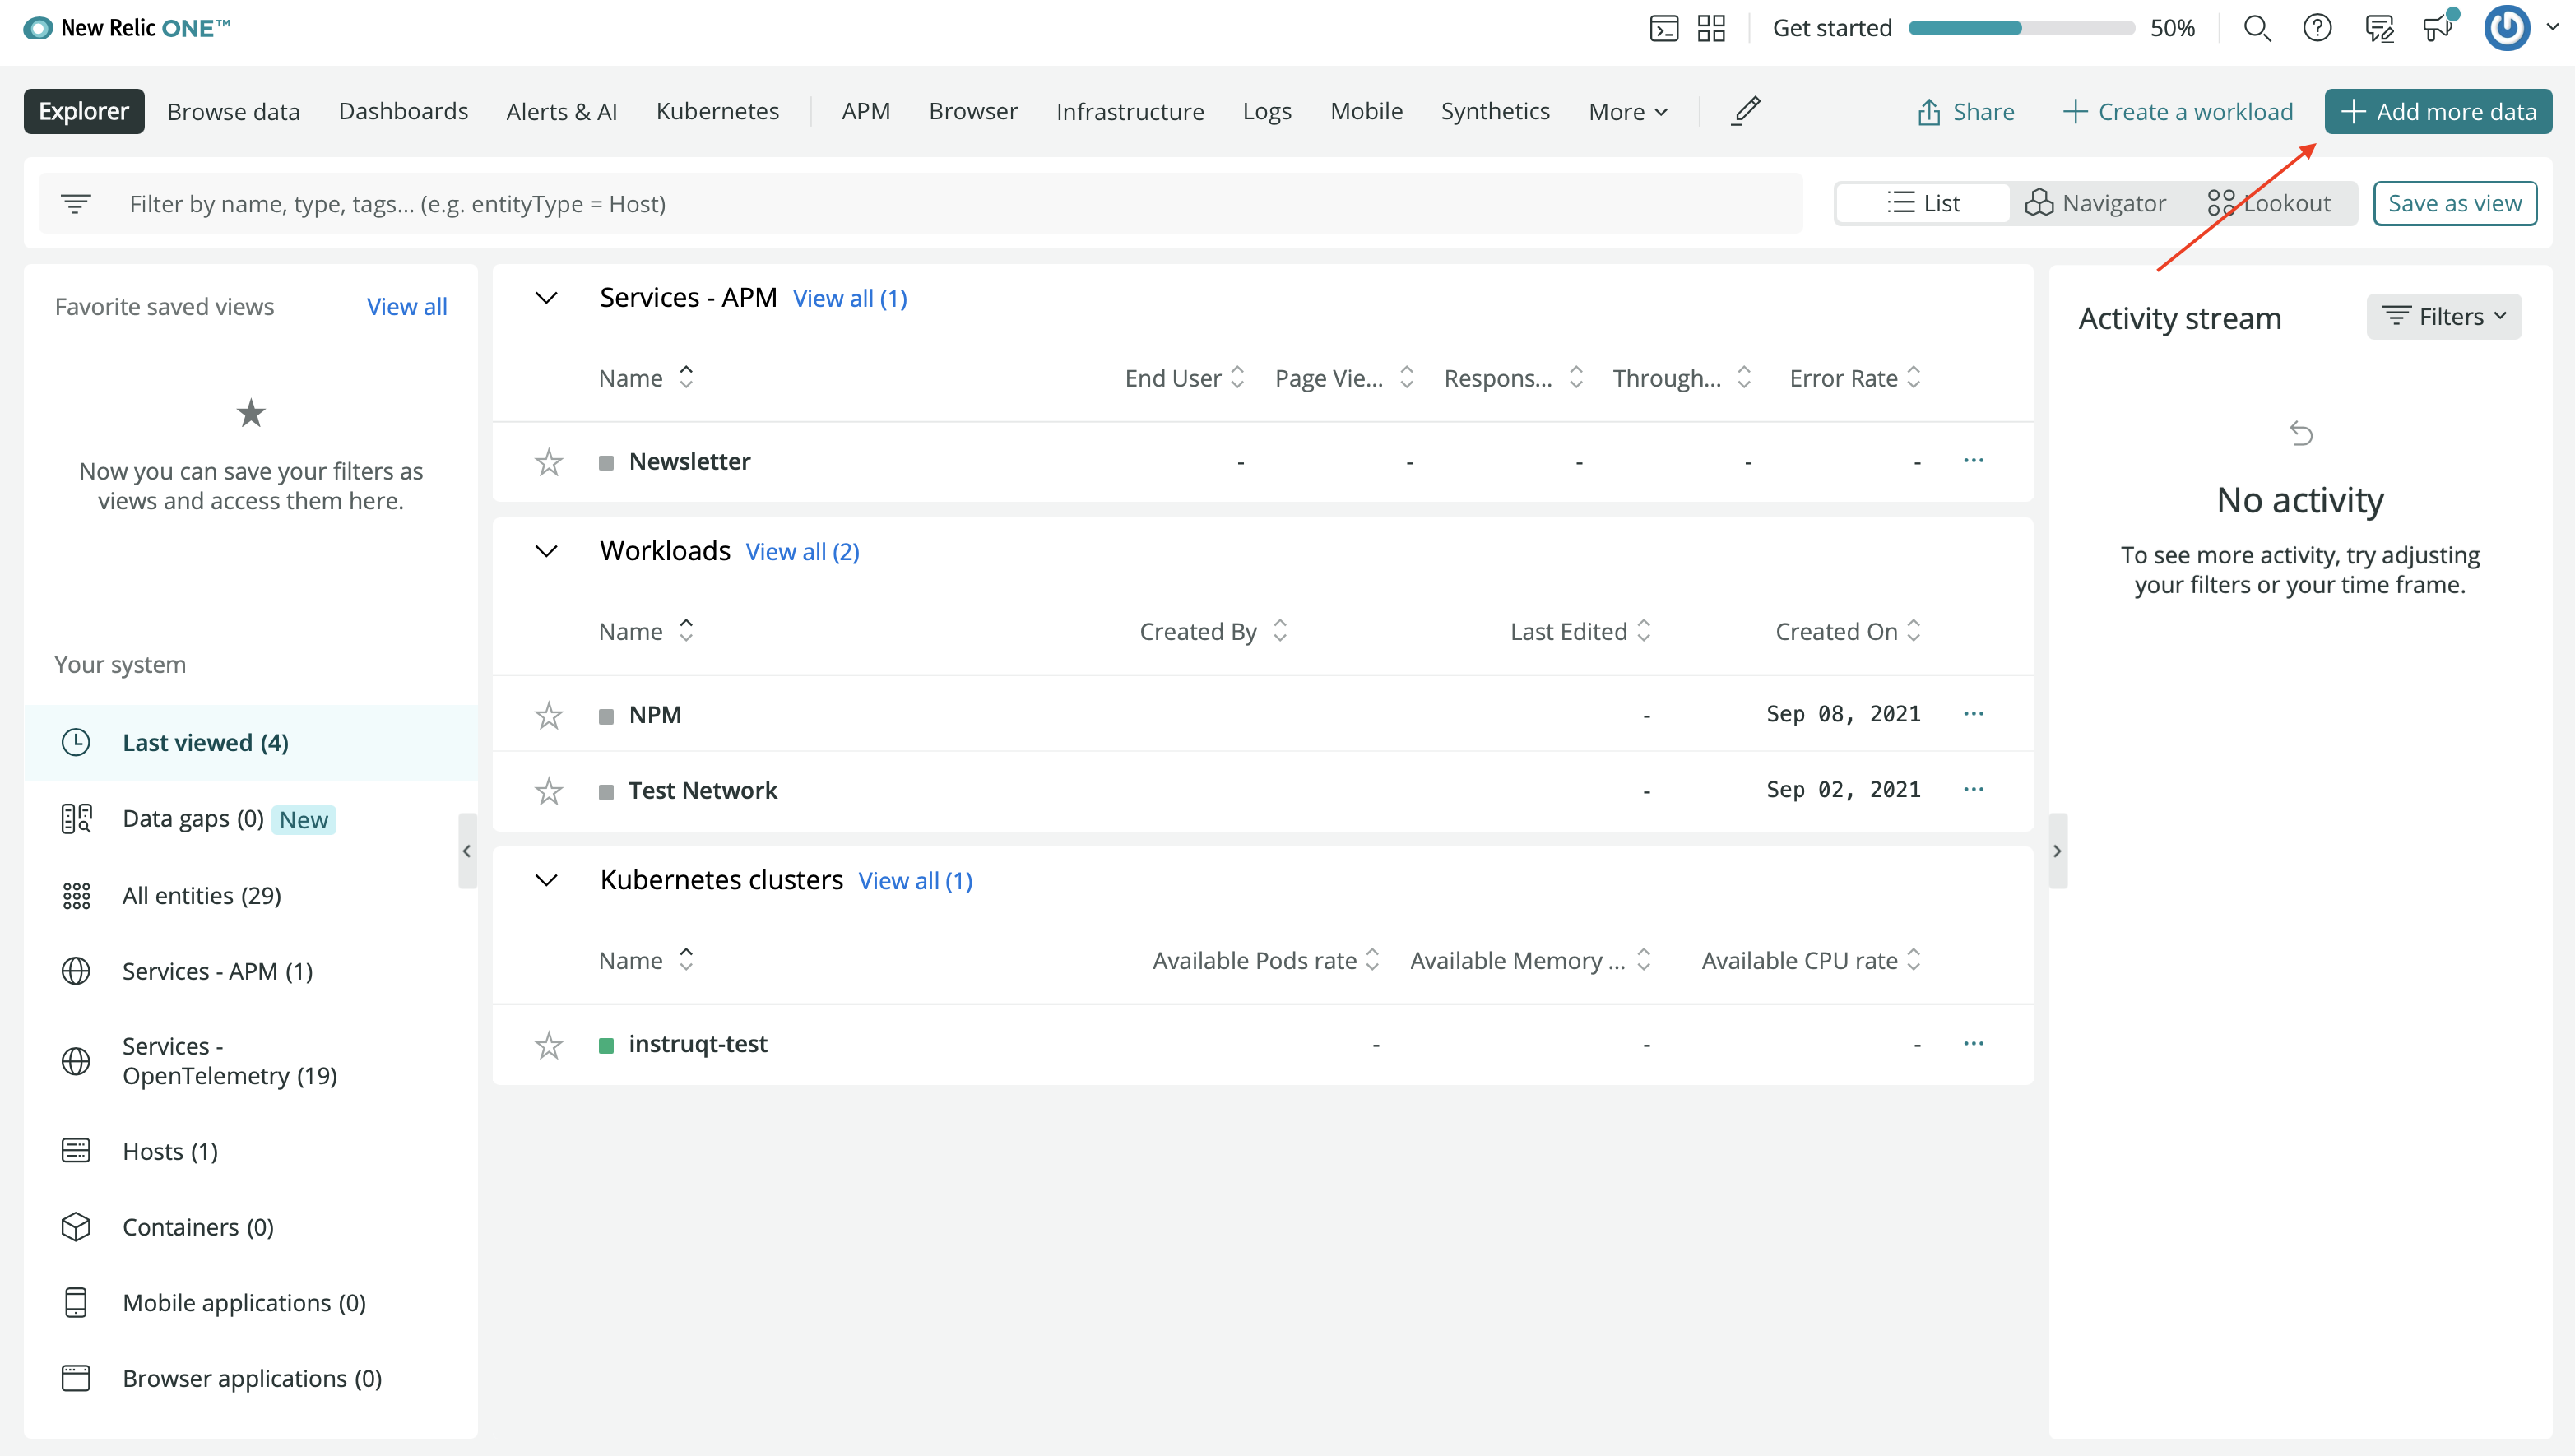 New Relic ONE™
Get started 50%
Explorer Browse data Dashboards Alerts & AI Kubernetes APM Browser Infrastructure Logs Mobile Synthetics More Share Create a workload Add more data
Filter by name, type, tags... (e.g. entityType = Host) List Navigator Lookout Save as view
Favorite saved views View all
Now you can save your filters as
views and access them here.
Your system
Last viewed (4)
Data gaps (0) New
All entities (29)
Services - APM (1)
Services -
OpenTelemetry (19)
Hosts (1)
Containers (0)
Mobile applications (0)
Browser applications (0)
Services - APM View all (1)
Name End User Page Vie... Respons... Through... Error Rate
Newsletter - - - - - ...
Workloads View all (2)
Name Created By Last Edited Created On
NPM - Sep 08, 2021 ...
Test Network - Sep 02, 2021 ...
Kubernetes clusters View all (1)
Name Available Pods rate Available Memory ... Available CPU rate
instruqt-test - - - ...
Activity stream Filters
No activity
To see more activity, try adjusting
your filters or your time frame.